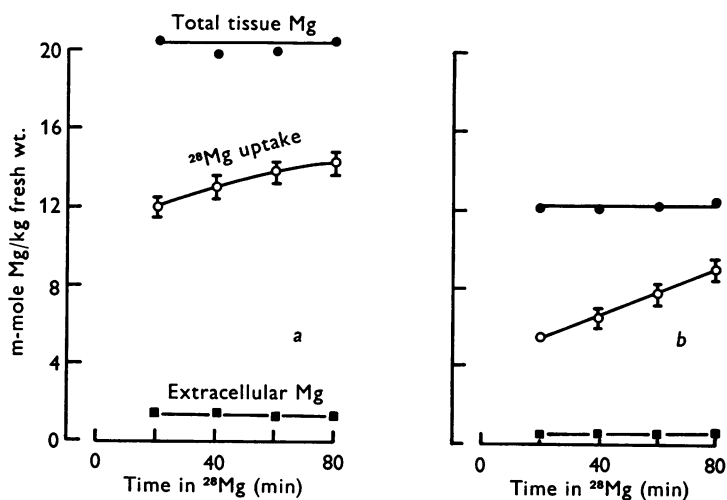 Total tissue Mg
20
16
²⁸Mg uptake
12
8
4
0
m-mole Mg/kg fresh wt.
a
b
Extracellular Mg
0 40 80
0 40 80
Time in ²⁸Mg (min)
Time in ²⁸Mg (min)